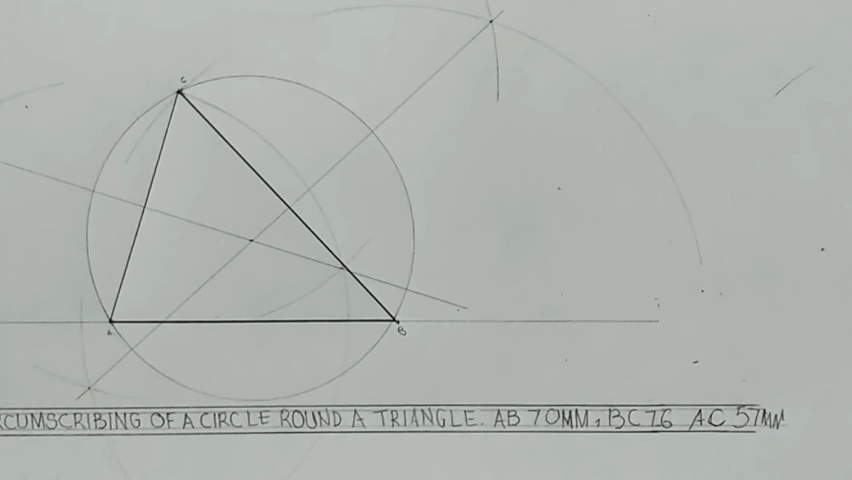 C
A
B
CUMSCRIBING OF A CIRCLE ROUND A TRIANGLE. AB 70MM, BC 76 AC 57MM